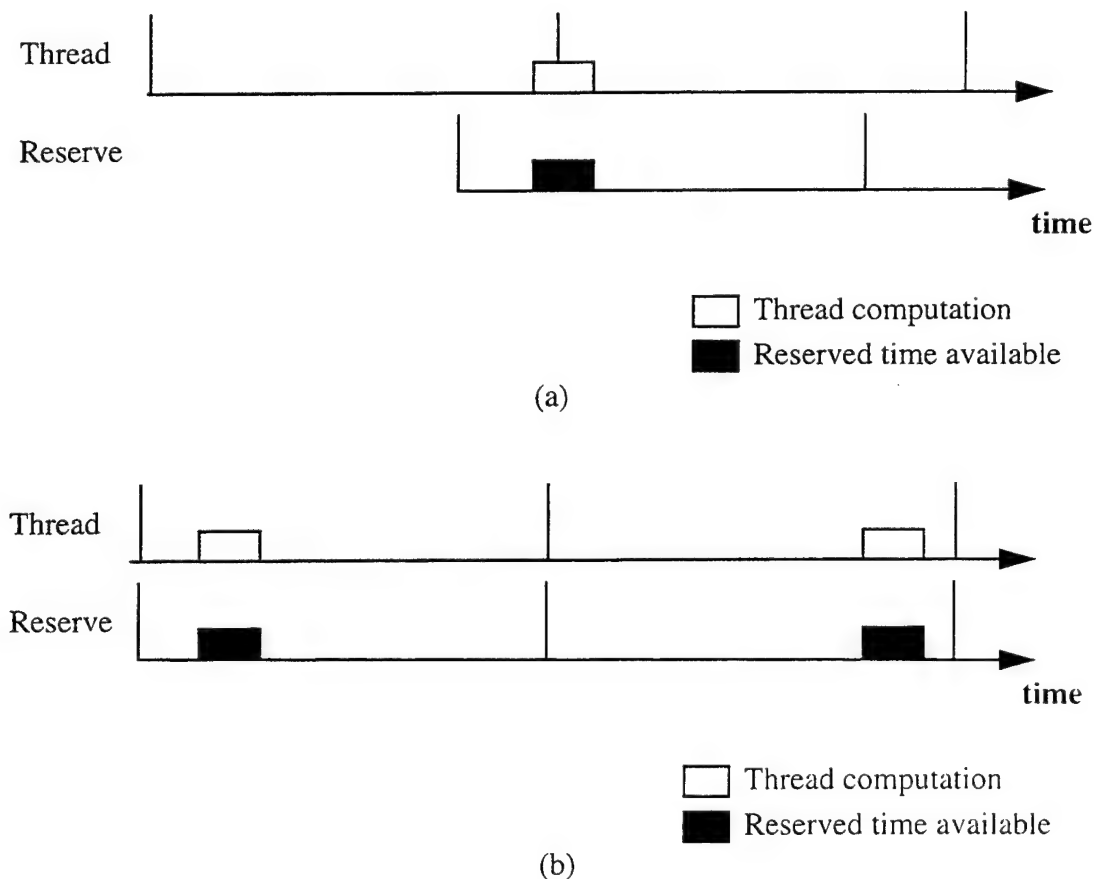 Thread
Reserve
time
Thread computation
Reserved time available
(a)
Thread
Reserve
time
Thread computation
Reserved time available
(b)